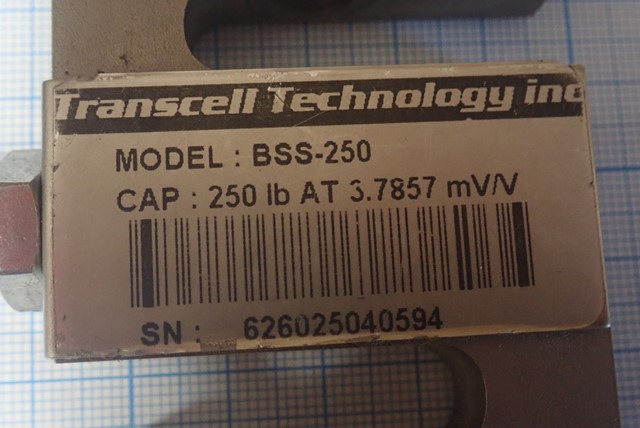 Transcell Technology inc
MODEL : BSS-250
CAP : 250 lb AT 3.7857 mV/V
SN : 626025040594